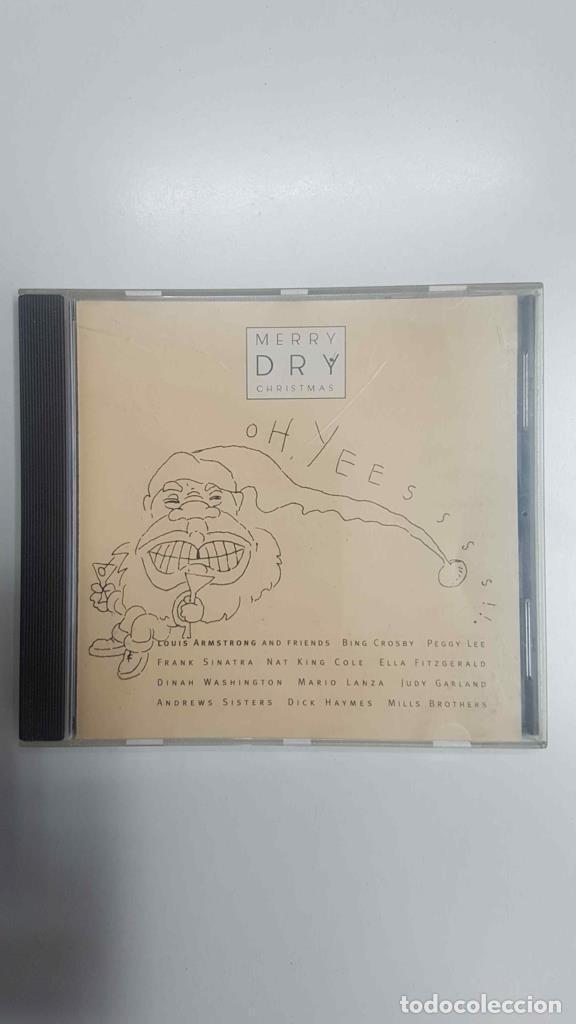 MERRY
DRY
CHRISTMAS
OH, YEES S S S ¡¡
LOUIS ARMSTRONG AND FRIENDS BING CROSBY PEGGY LEE
FRANK SINATRA NAT KING COLE ELLA FITZGERALD
DINAH WASHINGTON MARIO LANZA JUDY GARLAND
ANDREWS SISTERS DICK HAYMES MILLS BROTHERS
todocoleccion